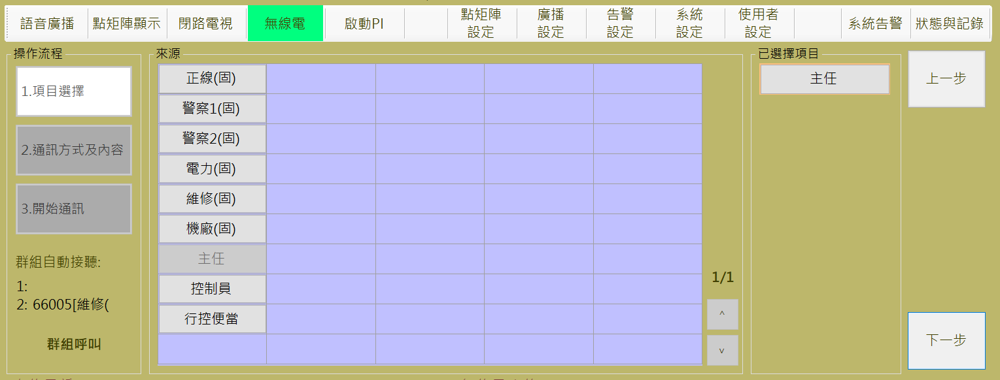 語音廣播
點矩陣顯示
閉路電視
無線電
啟動PI
點矩陣
設定
廣播
設定
告警
設定
系統
設定
使用者
設定
系統告警
狀態與記錄
操作流程
1.項目選擇
2.通訊方式及內容
3.開始通訊
群組自動接聽:
1:
2: 66005[維修(
群組呼叫
來源
正線(固)
警察1(固)
警察2(固)
電力(固)
維修(固)
機廠(固)
主任
控制員
行控便當
1/1
˄
˅
已選擇項目
主任
上一步
下一步